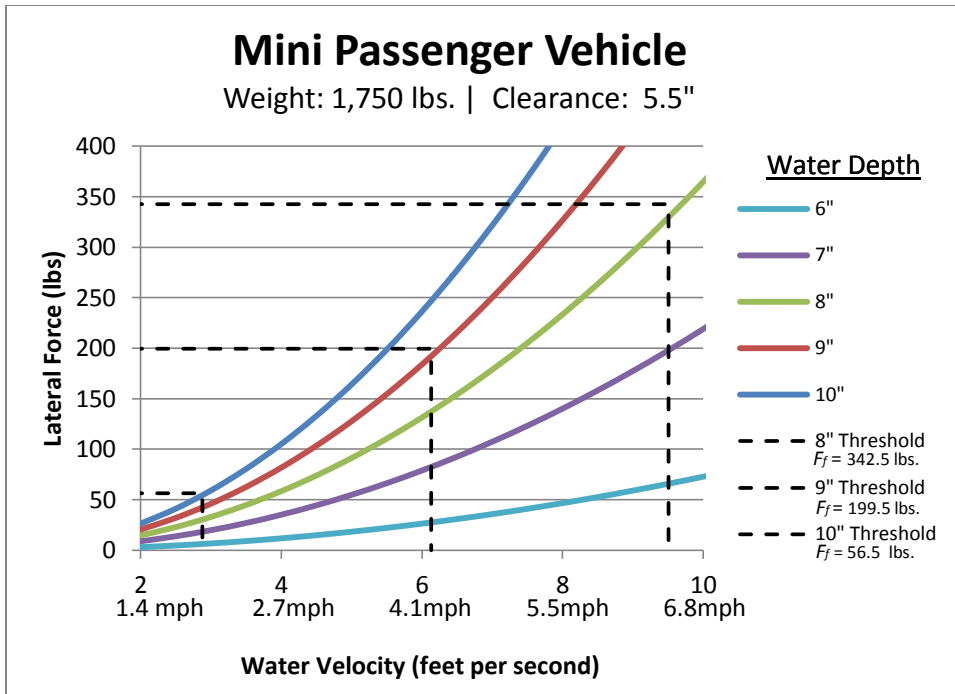 Mini Passenger Vehicle
Weight: 1,750 lbs. | Clearance: 5.5"
400
350
300
250
200
150
100
50
0
Lateral Force (lbs)
2 4 6 8 10
1.4 mph 2.7mph 4.1mph 5.5mph 6.8mph
Water Velocity (feet per second)
Water Depth
6"
7"
8"
9"
10"
8" Threshold
Ff = 342.5 lbs.
9" Threshold
Ff = 199.5 lbs.
10" Threshold
Ff = 56.5 lbs.